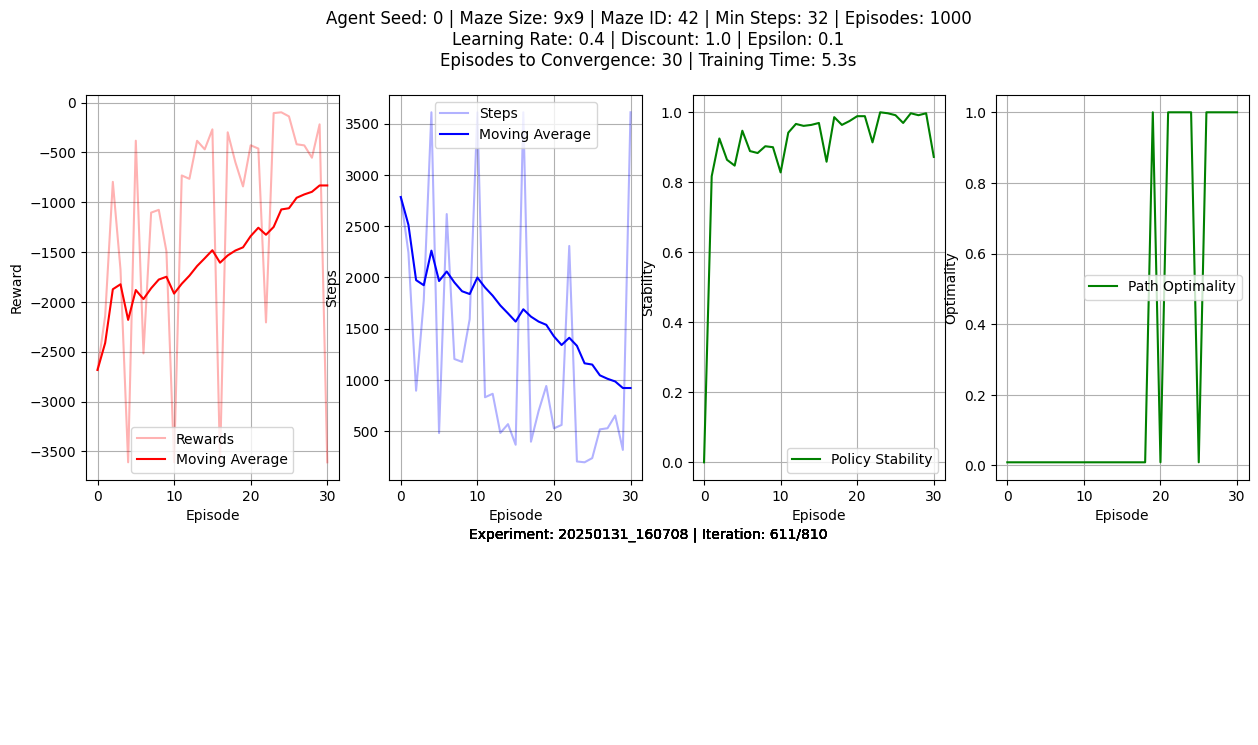 Agent Seed: 0 | Maze Size: 9x9 | Maze ID: 42 | Min Steps: 32 | Episodes: 1000
Learning Rate: 0.4 | Discount: 1.0 | Epsilon: 0.1
Episodes to Convergence: 30 | Training Time: 5.3s
Reward
0
−500
−1000
−1500
−2000
−2500
−3000
−3500
Rewards
Moving Average
0 10 20 30
Episode
Steps
3500
3000
2500
2000
1500
1000
500
Steps
Moving Average
0 10 20 30
Episode
Stability
1.0
0.8
0.6
0.4
0.2
0.0
Policy Stability
0 10 20 30
Episode
Optimality
1.0
0.8
0.6
0.4
0.2
0.0
Path Optimality
0 10 20 30
Episode
Experiment: 20250131_160708 | Iteration: 611/810